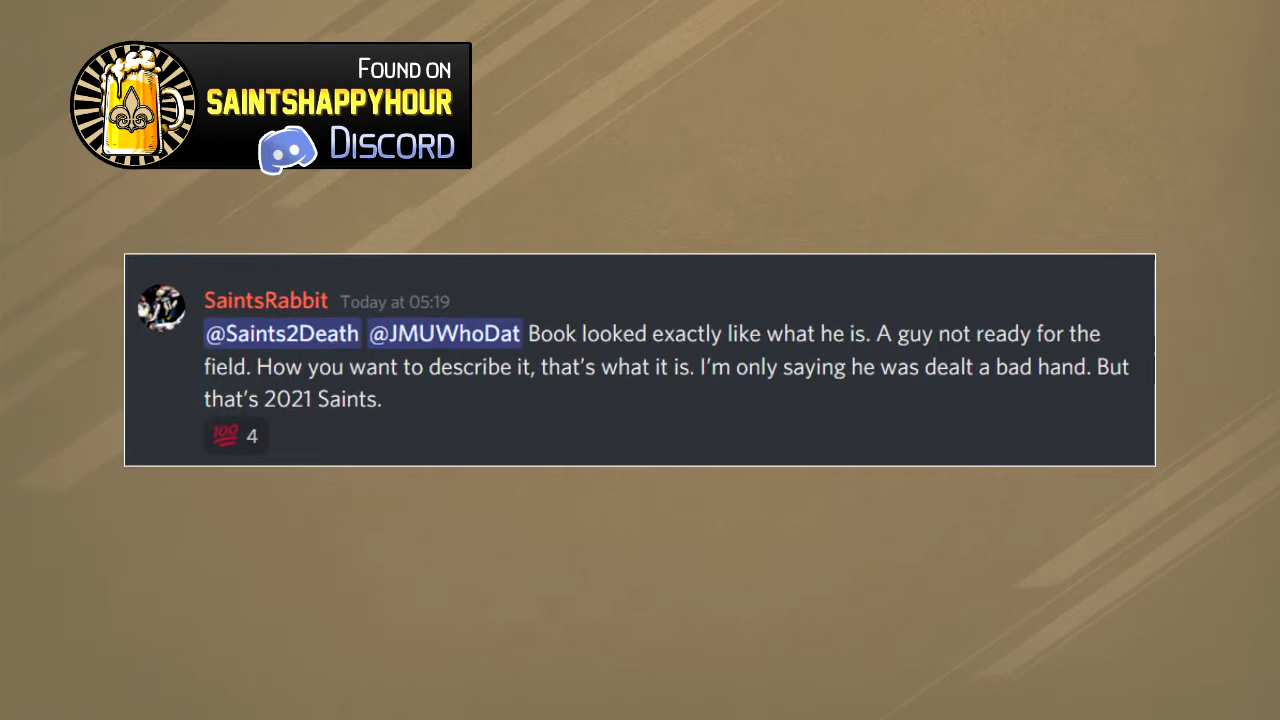 FOUND ON
SAINTSHAPPYHOUR
DISCORD
SaintsRabbit Today at 05:19
@Saints2Death @JMUWhoDat Book looked exactly like what he is. A guy not ready for the
field. How you want to describe it, that’s what it is. I’m only saying he was dealt a bad hand. But
that’s 2021 Saints.
💯 4